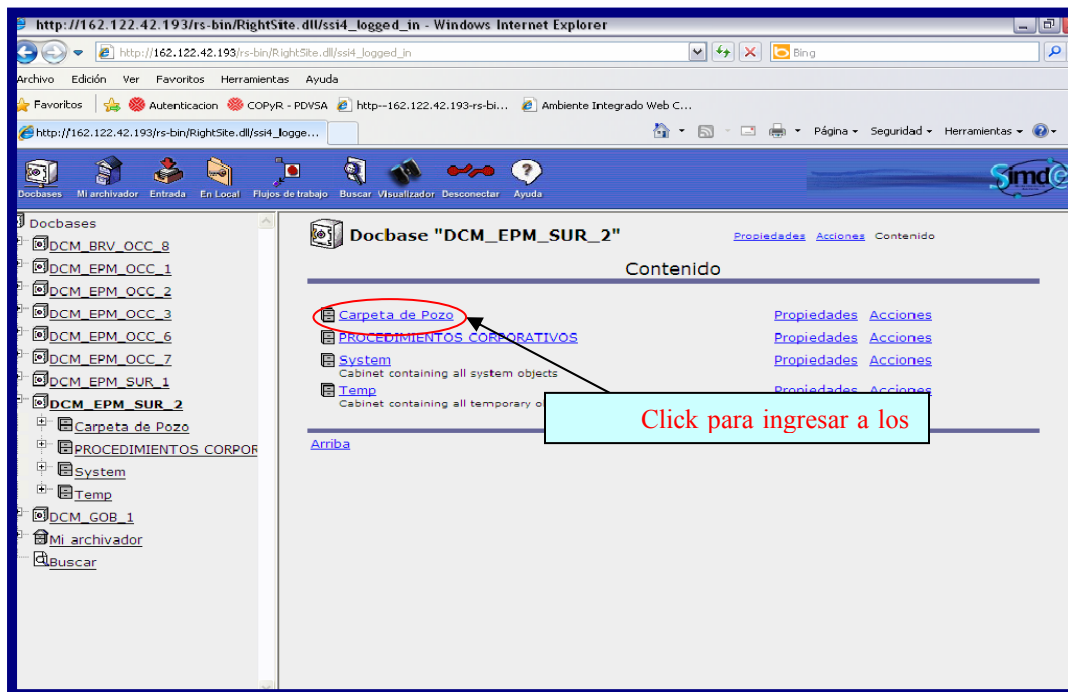 http://162.122.42.193/rs-bin/RightSite.dll/ssi4_logged_in - Windows Internet Explorer
http://162.122.42.193/rs-bin/RightSite.dll/ssi4_logged_in
Bing
Archivo Edición Ver Favoritos Herramientas Ayuda
Favoritos Autenticacion COPyR - PDVSA http--162.122.42.193-rs-bi... Ambiente Integrado Web C...
http://162.122.42.193/rs-bin/RightSite.dll/ssi4_logge...
Página Seguridad Herramientas
Docbases Mi archivador Entrada En Local Flujos de trabajo Buscar Visualizador Desconectar Ayuda
Docbases
DCM_BRV_OCC_8
DCM_EPM_OCC_1
DCM_EPM_OCC_2
DCM_EPM_OCC_3
DCM_EPM_OCC_6
DCM_EPM_OCC_7
DCM_EPM_SUR_1
DCM_EPM_SUR_2
Carpeta de Pozo
PROCEDIMIENTOS CORPOR
System
Temp
DCM_GOB_1
Mi archivador
Buscar
Docbase "DCM_EPM_SUR_2"
Propiedades Acciones Contenido
Contenido
Carpeta de Pozo Propiedades Acciones
PROCEDIMIENTOS CORPORATIVOS Propiedades Acciones
System Propiedades Acciones
Cabinet containing all system objects
Temp Propiedades Acciones
Cabinet containing all temporary
Click para ingresar a los
Arriba